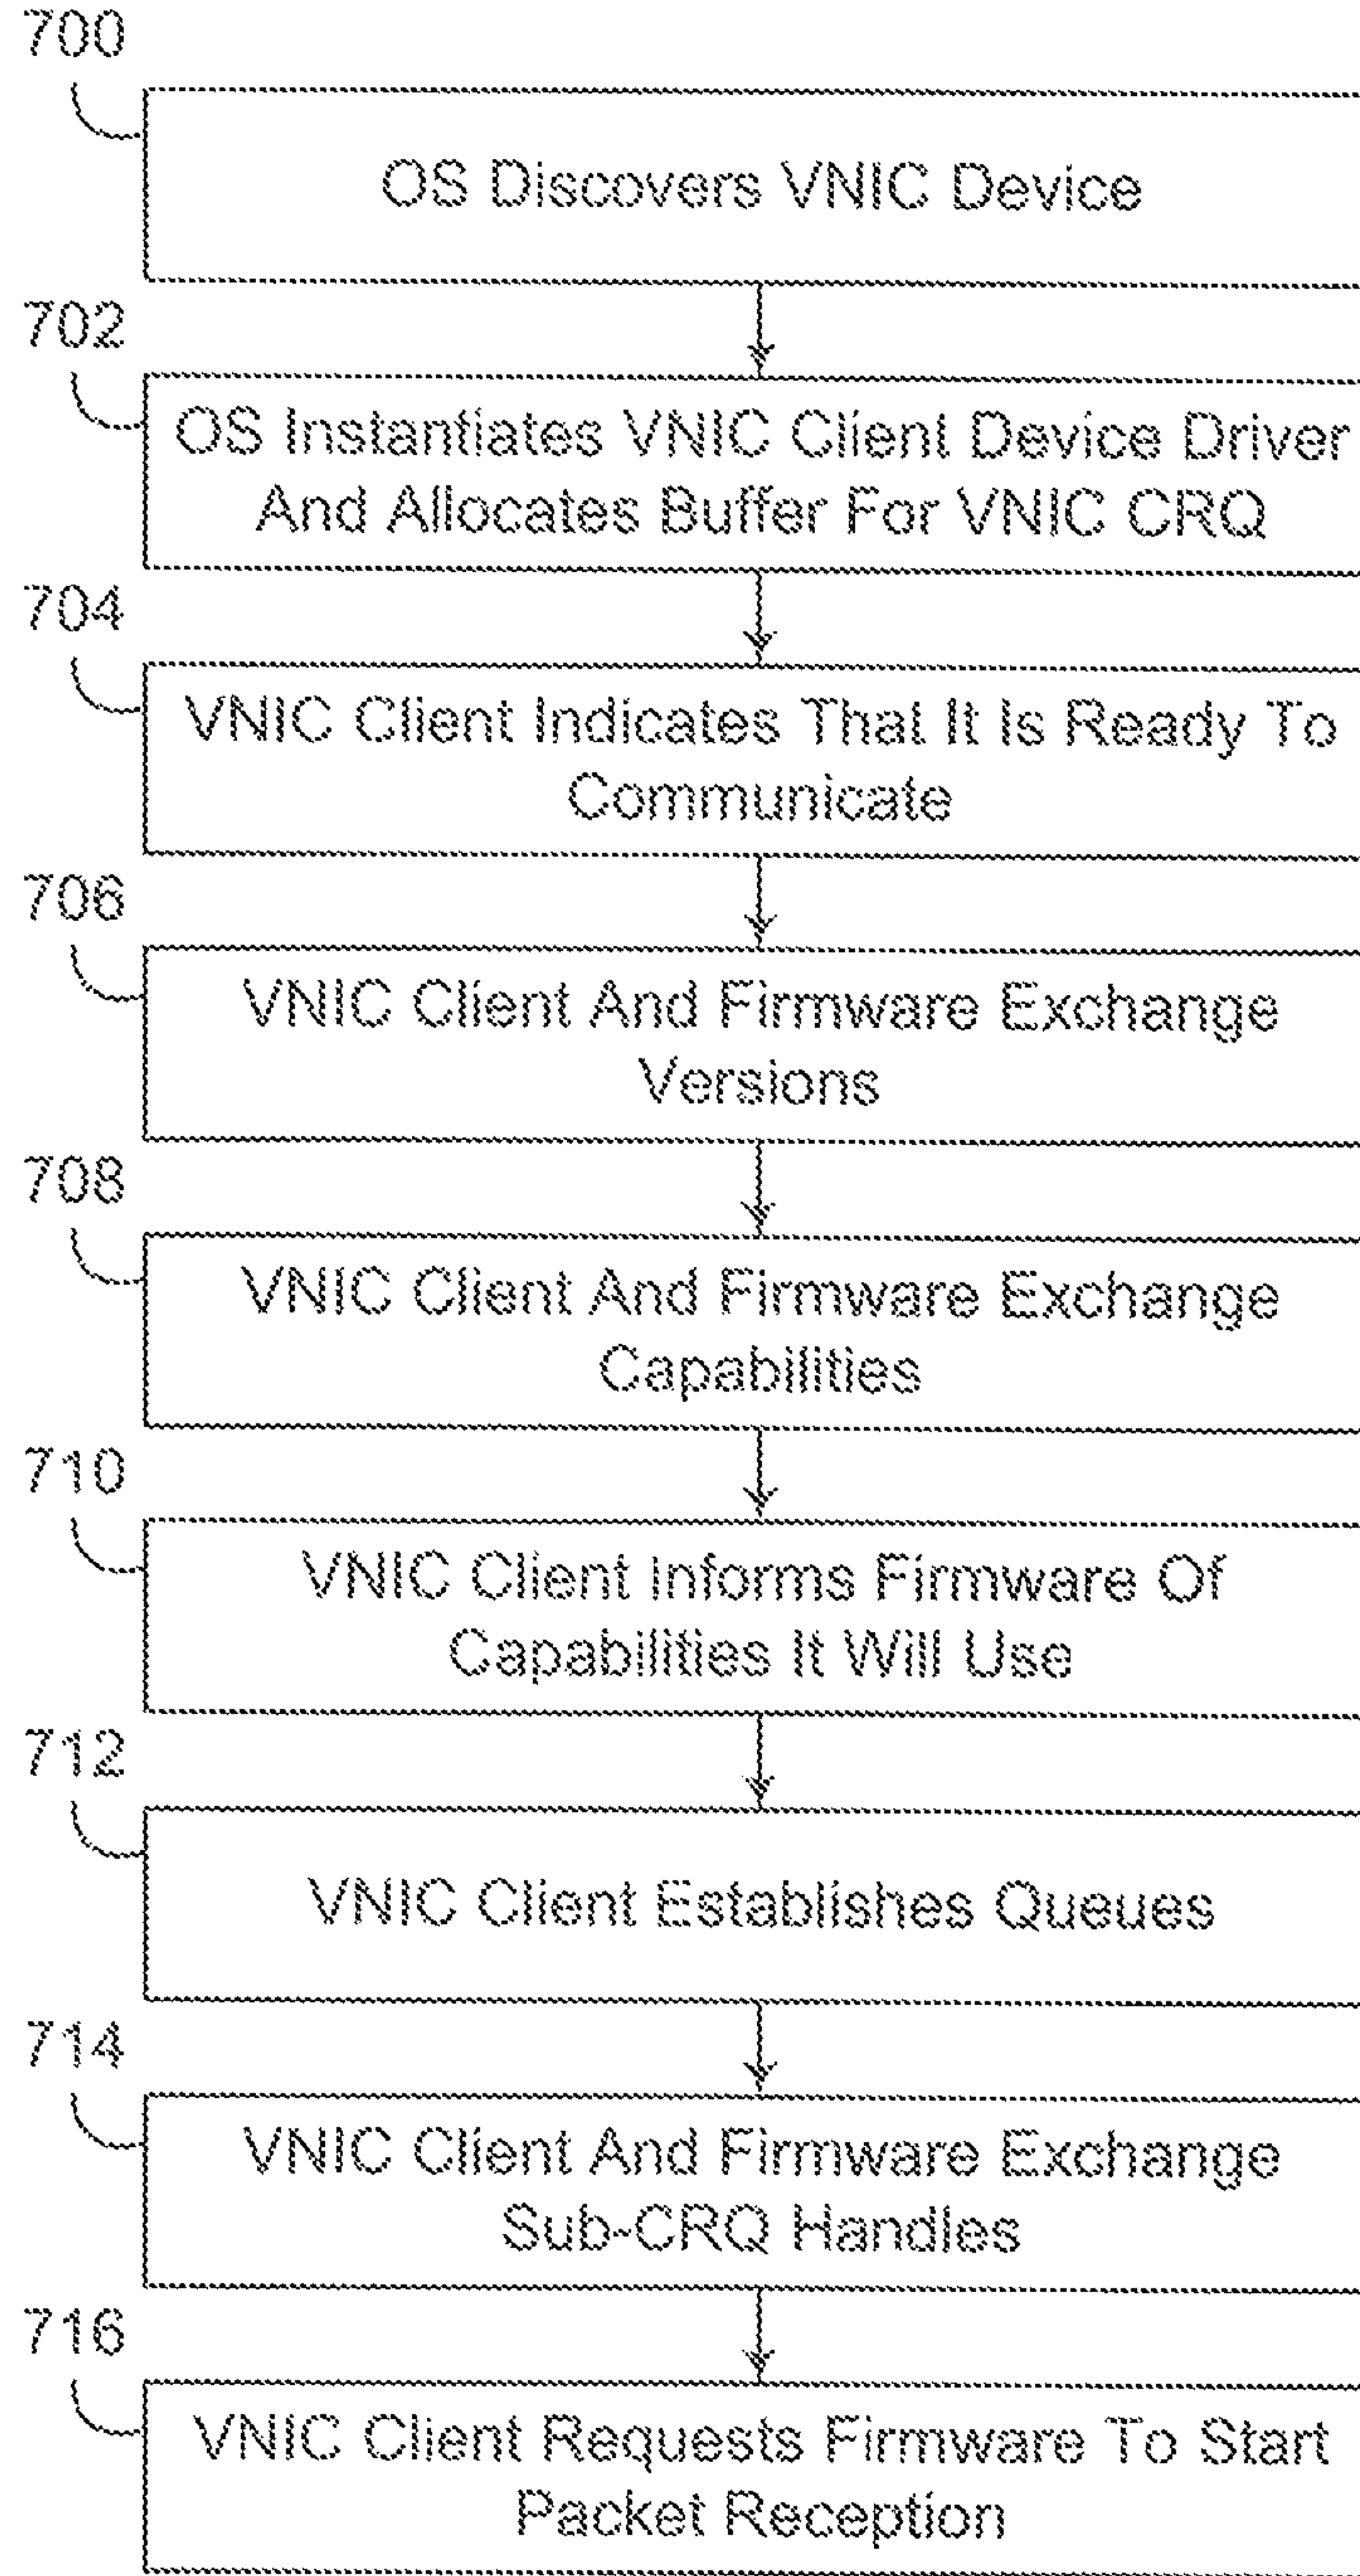 700
OS Discovers VNIC Device
702
OS Instantiates VNIC Client Device Driver
And Allocates Buffer For VNIC CRQ
704
VNIC Client Indicates That It Is Ready To
Communicate
706
VNIC Client And Firmware Exchange
Versions
708
VNIC Client And Firmware Exchange
Capabilities
710
VNIC Client Informs Firmware Of
Capabilities It Will Use
712
VNIC Client Establishes Queues
714
VNIC Client And Firmware Exchange
Sub-CRQ Handles
716
VNIC Client Requests Firmware To Start
Packet Reception